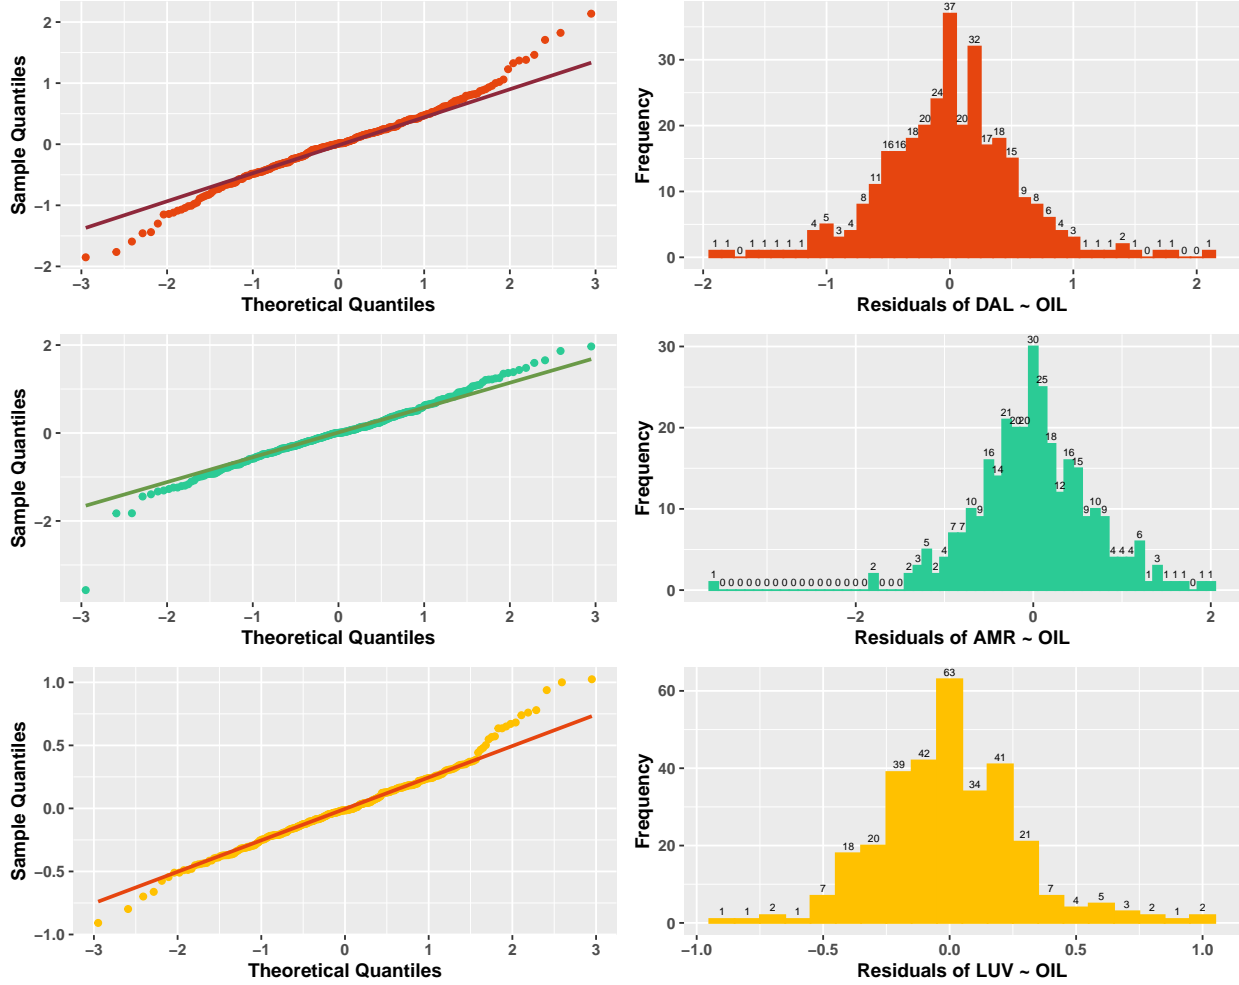 Sample Quantiles
2
1
0
−1
−2
−3 −2 −1 0 1 2 3
Theoretical Quantiles
Frequency
30
20
10
0
1 1 0 1 1 1 1 1 4 5 3 4 8 11 16 16 18 20 24 37 20 32 17 18 15 9 8 6 4 3 1 1 1 2 1 0 1 1 0 0 1
−2 −1 0 1 2
Residuals of DAL ~ OIL
Sample Quantiles
2
0
−2
−3 −2 −1 0 1 2 3
Theoretical Quantiles
Frequency
30
20
10
0
1 0 0 0 0 0 0 0 0 0 0 0 0 0 0 0 0 0 2 0 0 0 2 3 5 2 4 7 7 10 9 16 14 21 20 20 30 25 18 12 16 15 9 10 9 4 4 4 6 1 3 1 1 1 0 1 1
−2 0 2
Residuals of AMR ~ OIL
Sample Quantiles
1.0
0.5
0.0
−0.5
−1.0
−3 −2 −1 0 1 2 3
Theoretical Quantiles
Frequency
60
40
20
0
1 1 2 1 7 18 20 39 42 63 34 41 21 7 4 5 3 2 1 2
−1.0 −0.5 0.0 0.5 1.0
Residuals of LUV ~ OIL